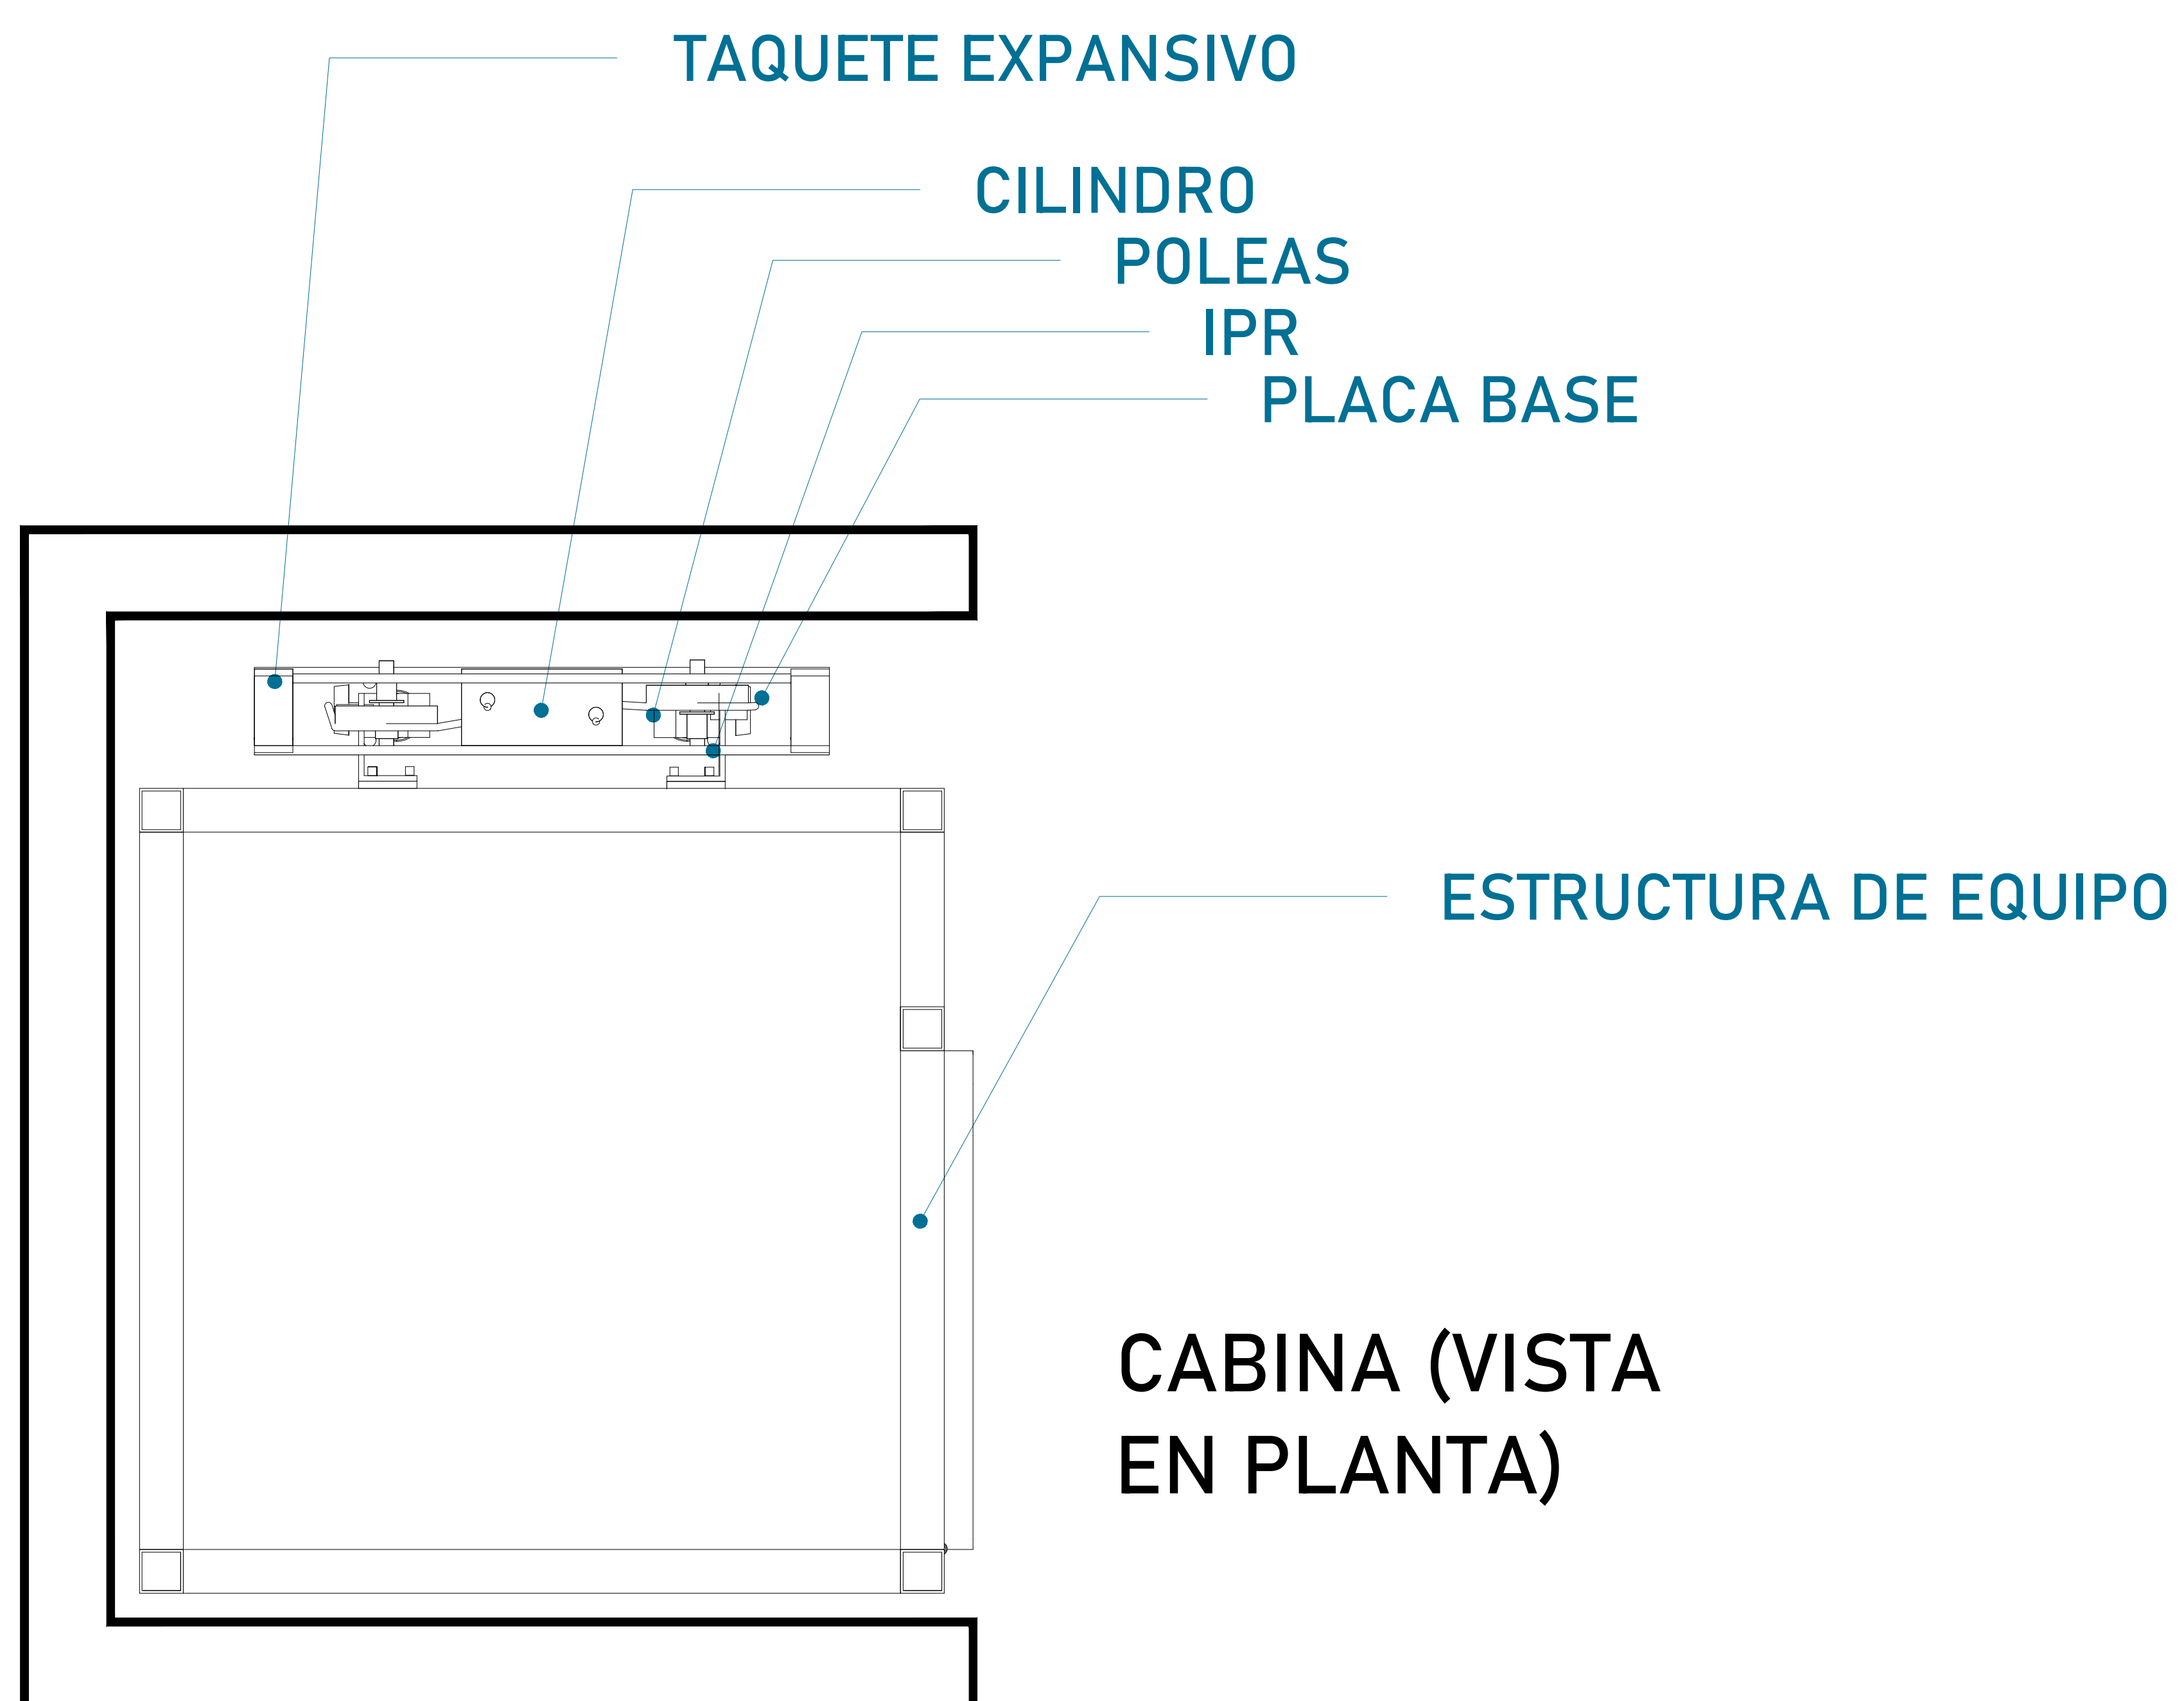 TAQUETE EXPANSIVO
CILINDRO
POLEAS
IPR
PLACA BASE
ESTRUCTURA DE EQUIPO
CABINA (VISTA
EN PLANTA)